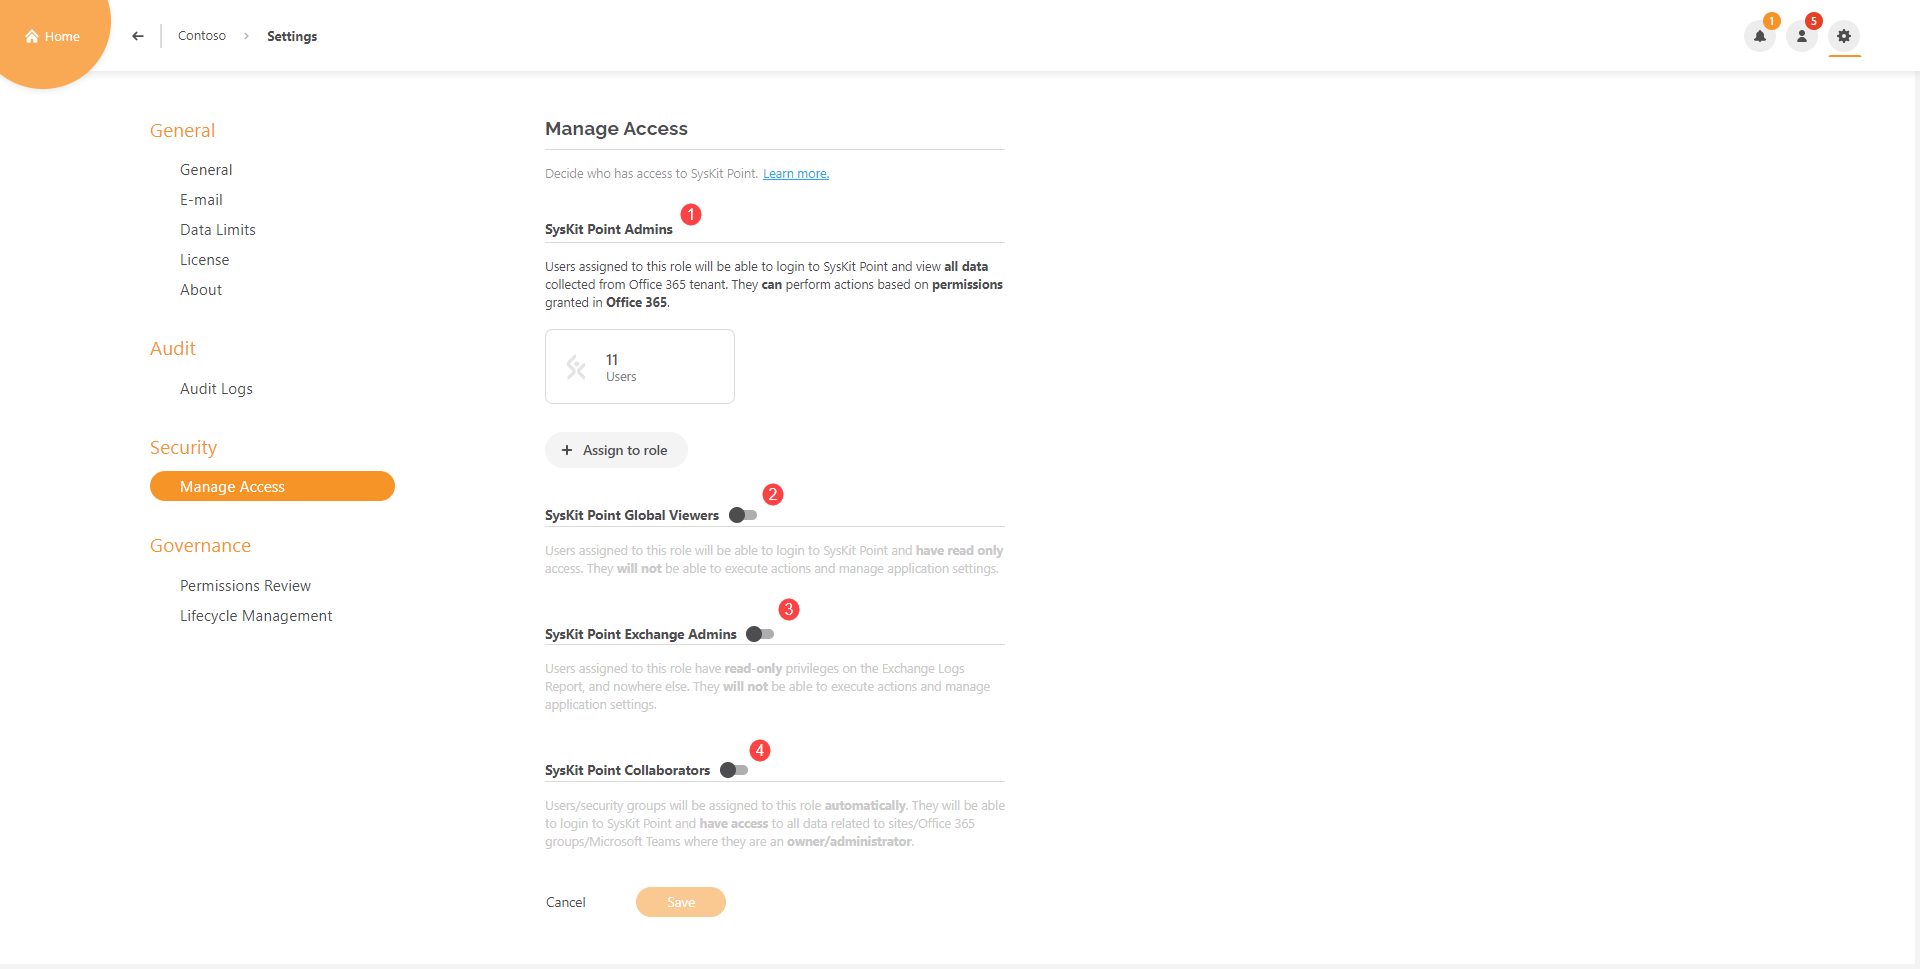 Home
Contoso
Settings
1
5
General
General
E-mail
Data Limits
License
About
Audit
Audit Logs
Security
Manage Access
Governance
Permissions Review
Lifecycle Management
Manage Access
Decide who has access to SysKit Point. Learn more.
1
SysKit Point Admins
Users assigned to this role will be able to login to SysKit Point and view all data
collected from Office 365 tenant. They can perform actions based on permissions
granted in Office 365.
11
Users
+ Assign to role
2
SysKit Point Global Viewers
Users assigned to this role will be able to login to SysKit Point and have read only
access. They will not be able to execute actions and manage application settings.
3
SysKit Point Exchange Admins
Users assigned to this role have read-only privileges on the Exchange Logs
Report, and nowhere else. They will not be able to execute actions and manage
application settings.
4
SysKit Point Collaborators
Users/security groups will be assigned to this role automatically. They will be able
to login to SysKit Point and have access to all data related to sites/Office 365
groups/Microsoft Teams where they are an owner/administrator.
Cancel
Save